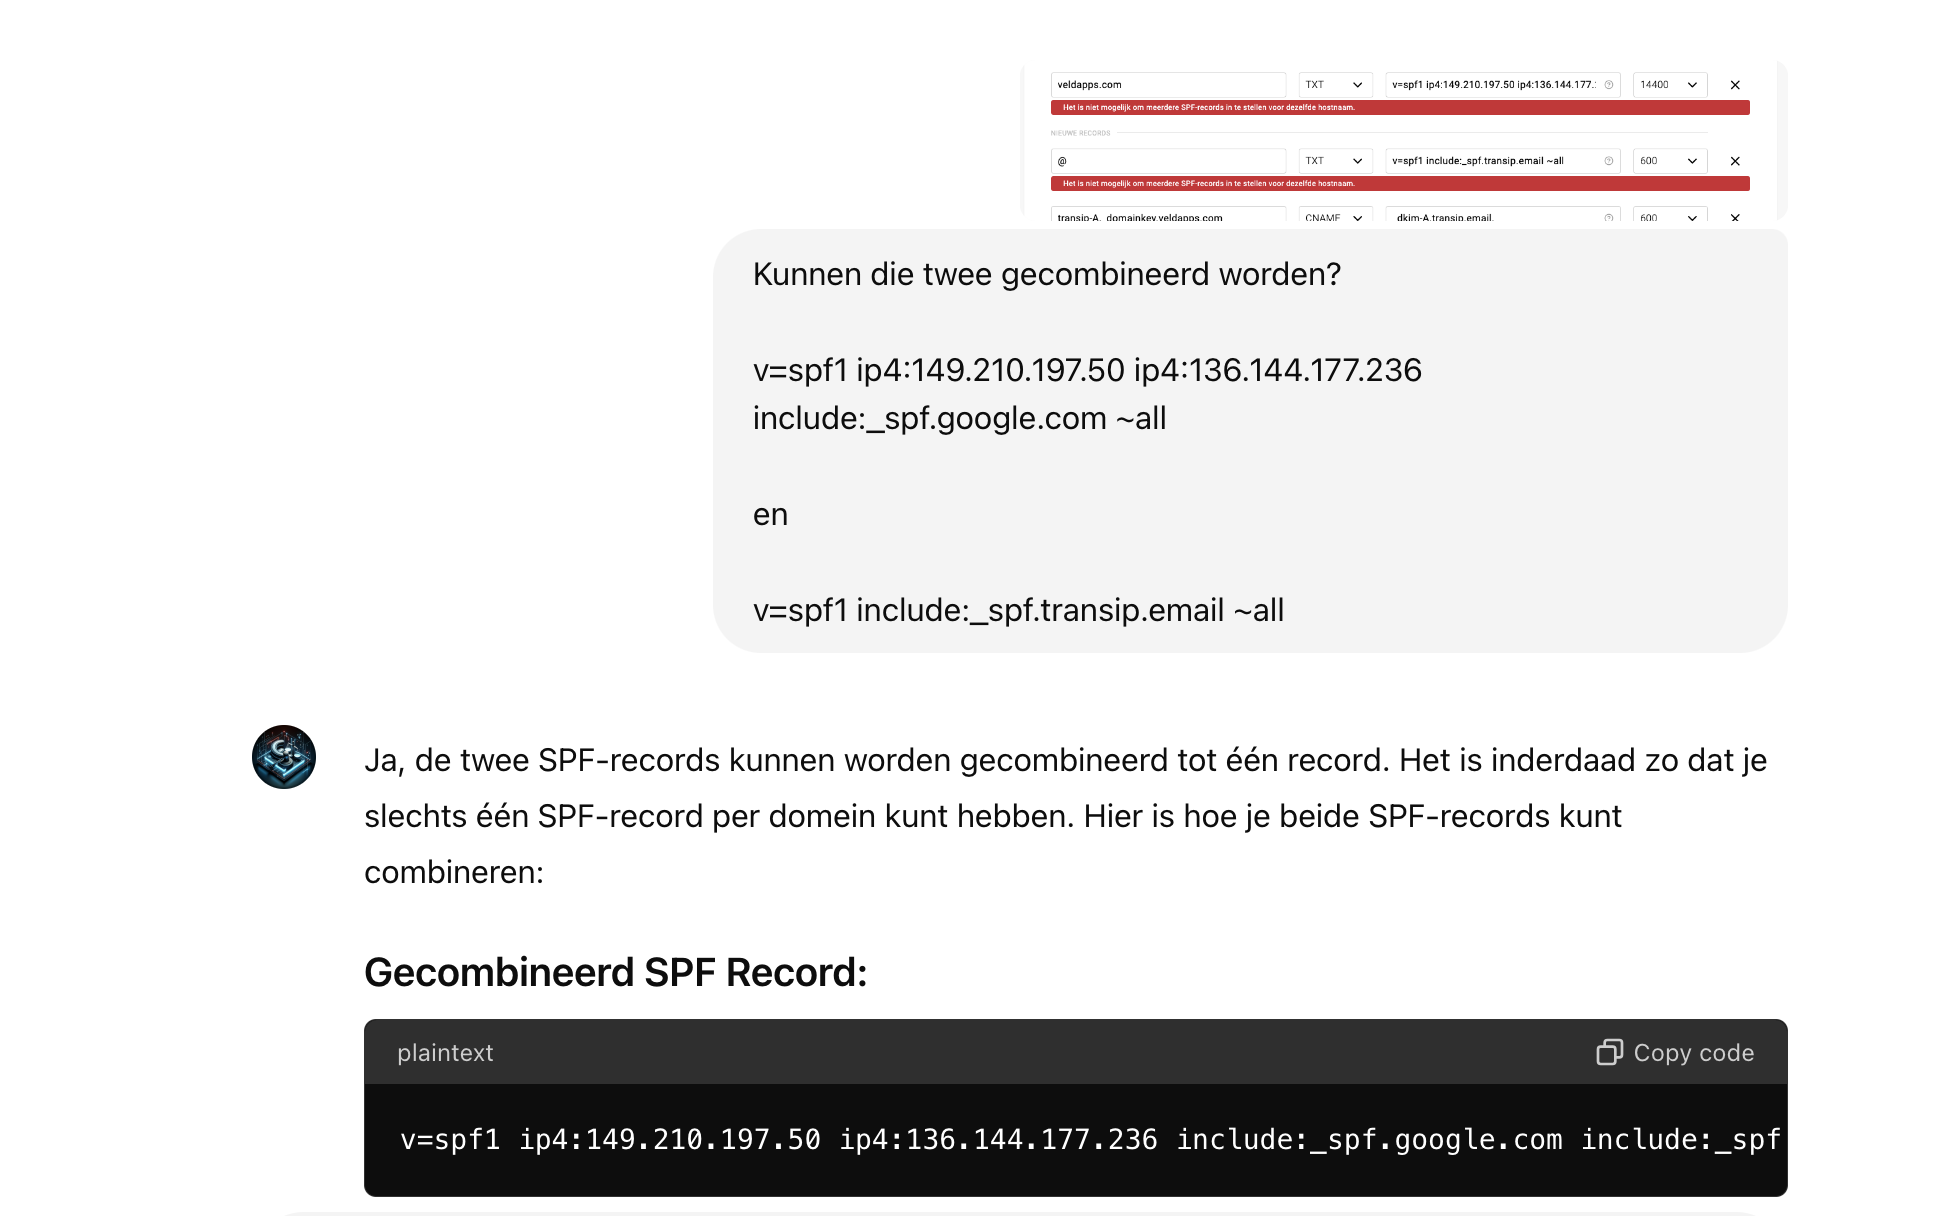 veldapps.com TXT v=spf1 ip4:149.210.197.50 ip4:136.144.177.: 14400
Het is niet mogelijk om meerdere SPF-records in te stellen voor dezelfde hostnaam.
NIEUWE RECORDS
@ TXT v=spf1 include:_spf.transip.email ~all 600
Het is niet mogelijk om meerdere SPF-records in te stellen voor dezelfde hostnaam.
transip-A._domainkey.veldapps.com CNAME _dkim-A.transip.email. 600
Kunnen die twee gecombineerd worden?
v=spf1 ip4:149.210.197.50 ip4:136.144.177.236
include:_spf.google.com ~all
en
v=spf1 include:_spf.transip.email ~all
Ja, de twee SPF-records kunnen worden gecombineerd tot één record. Het is inderdaad zo dat je
slechts één SPF-record per domein kunt hebben. Hier is hoe je beide SPF-records kunt
combineren:
Gecombineerd SPF Record:
plaintext Copy code
v=spf1 ip4:149.210.197.50 ip4:136.144.177.236 include:_spf.google.com include:_spf